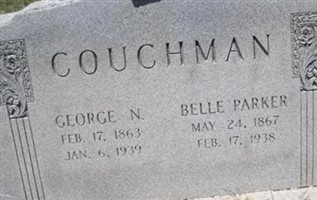 COUCHMAN
GEORGE N.
FEB. 17, 1863
JAN. 6, 1939
BELLE PARKER
MAY 24, 1867
FEB. 17, 1938